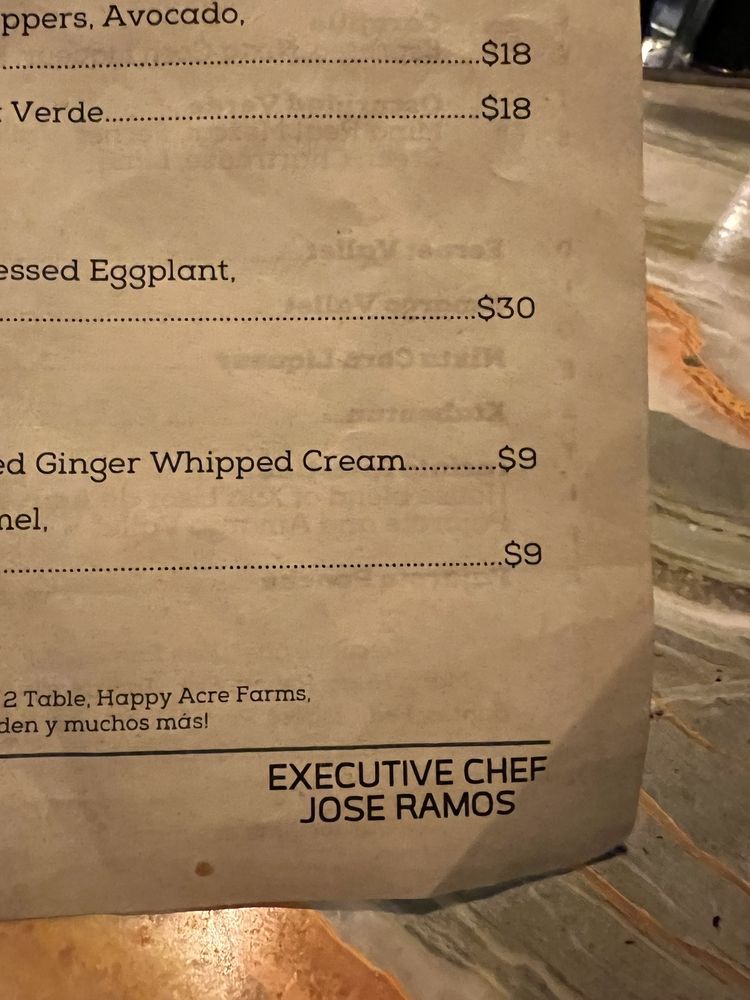 ppers, Avocado,
....................$18
Verde....................$18
essed Eggplant,
....................$30
ed Ginger Whipped Cream............$9
nel,
....................$9
2 Table, Happy Acre Farms,
den y muchos más!
EXECUTIVE CHEF
JOSE RAMOS